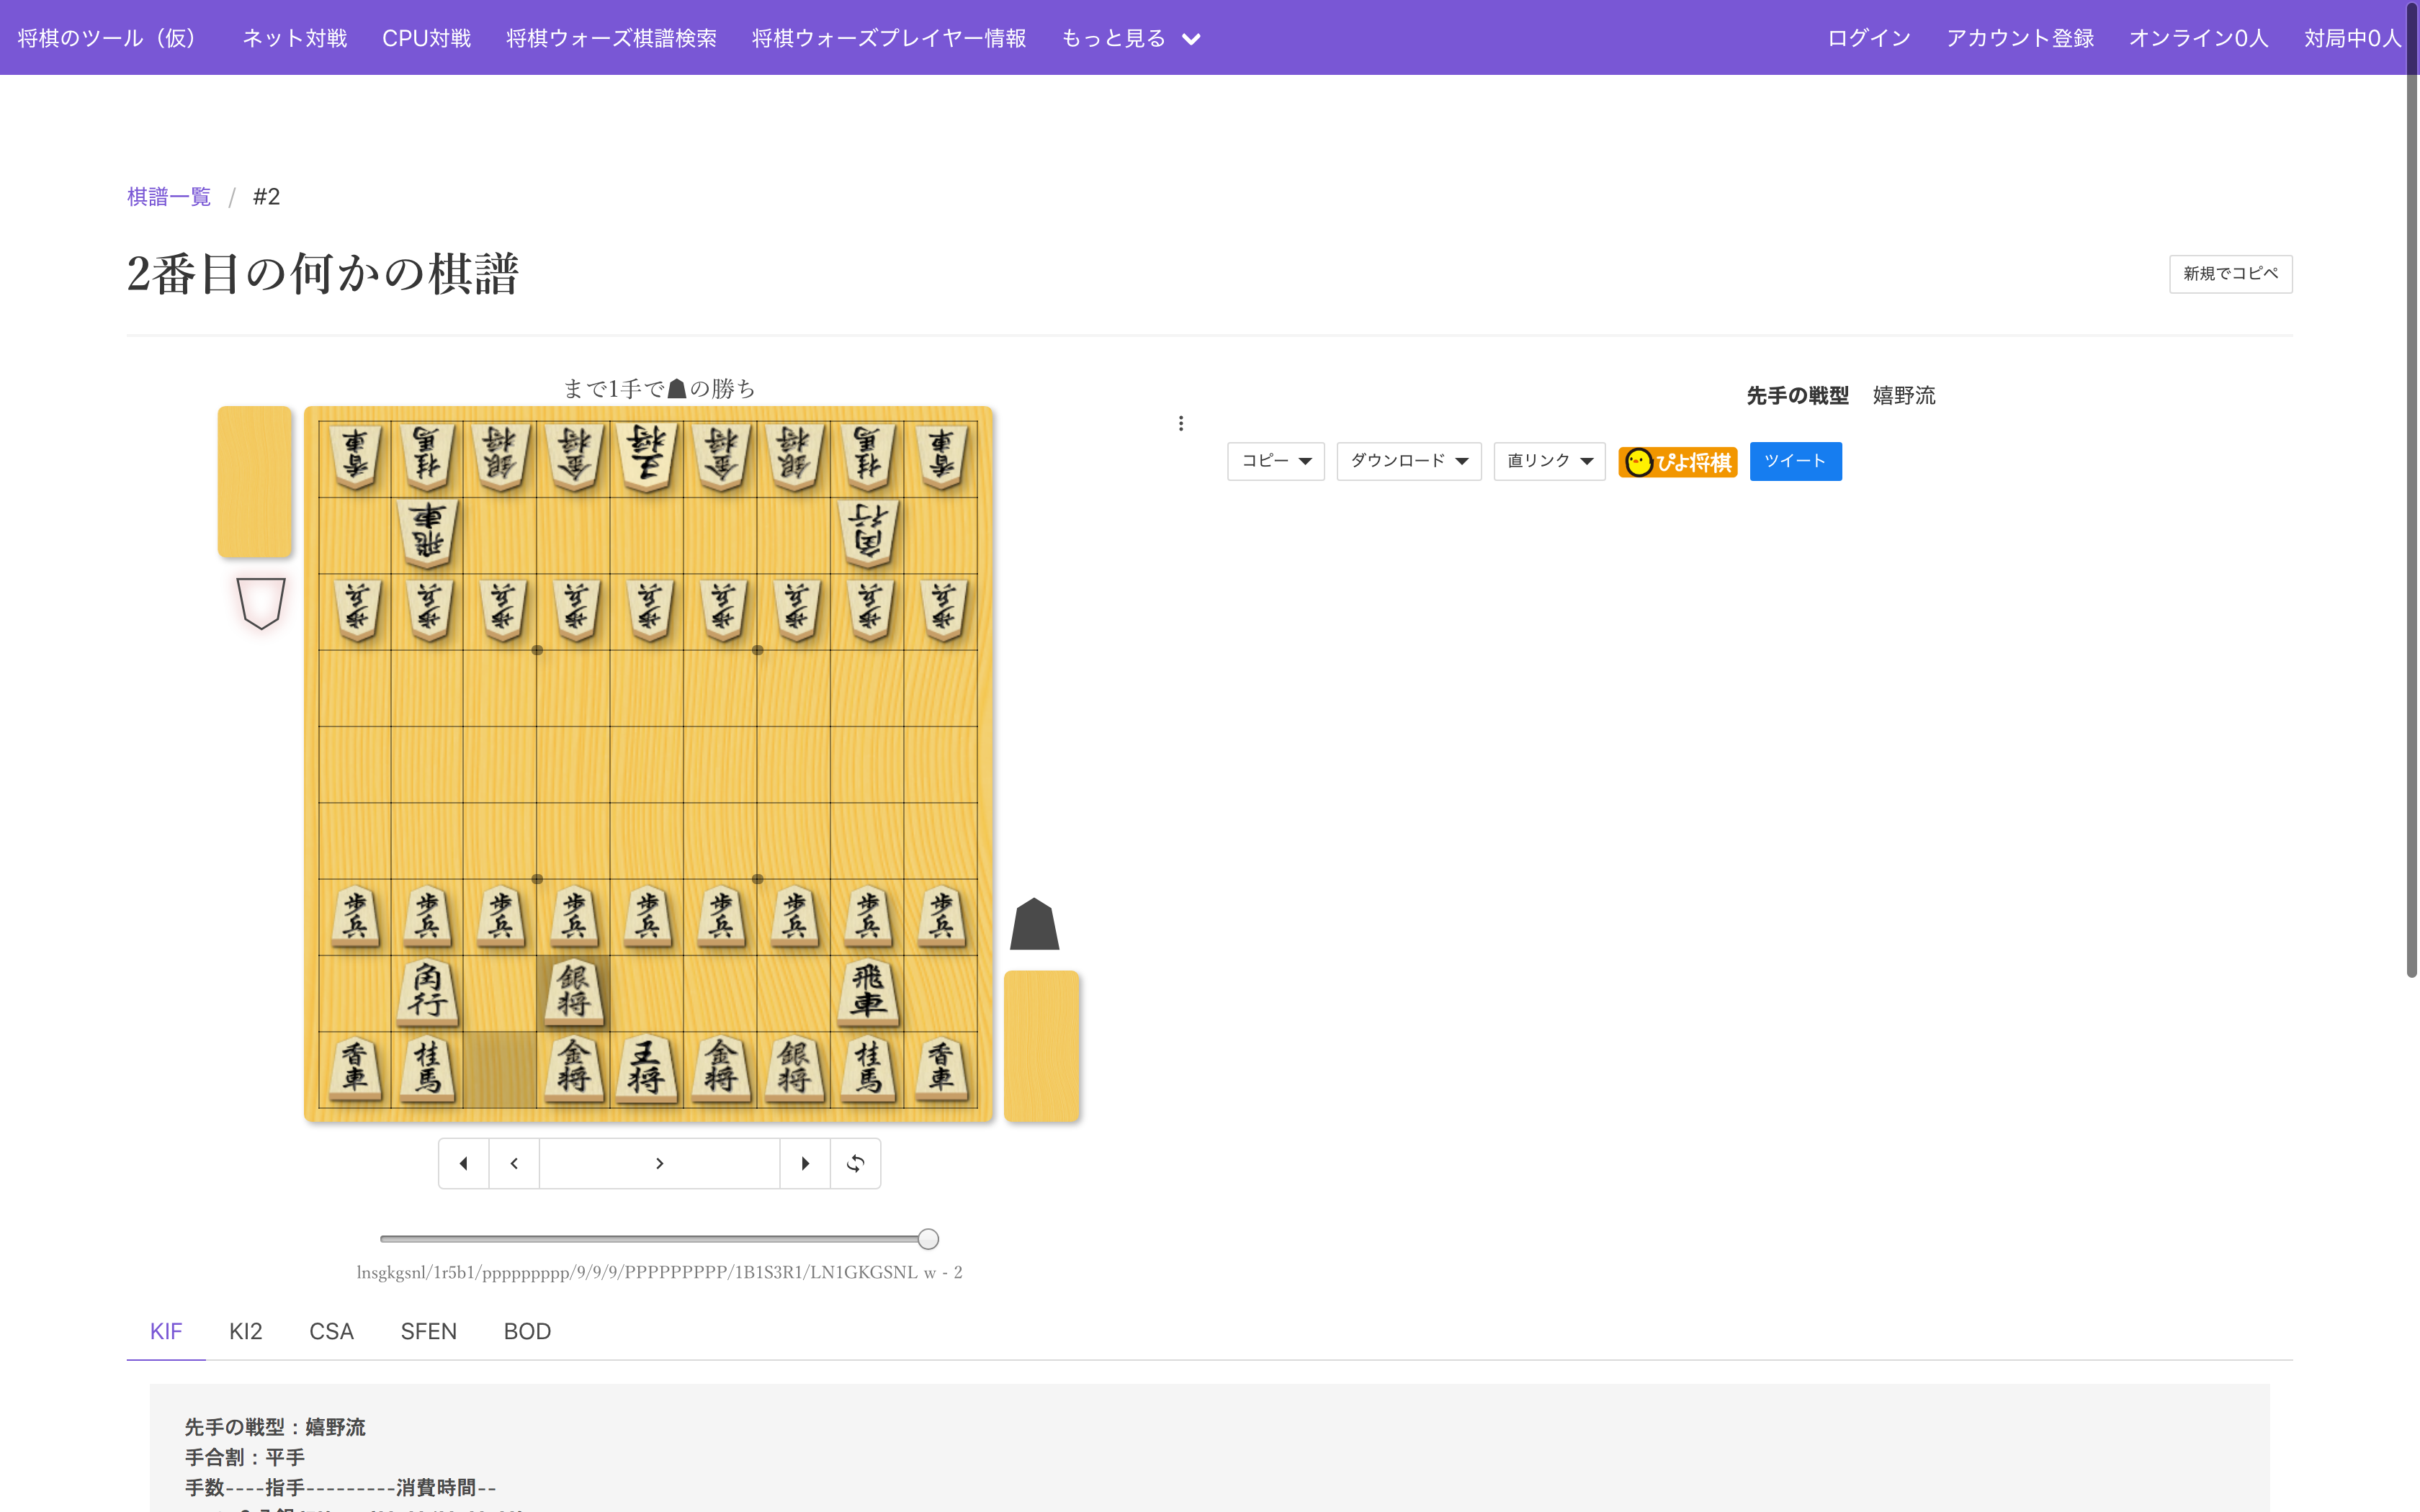 将棋のツール（仮） ネット対戦 CPU対戦 将棋ウォーズ棋譜検索 将棋ウォーズプレイヤー情報 もっと見る ログイン アカウント登録 オンライン0人 対局中0人
棋譜一覧 / #2
2番目の何かの棋譜
新規でコピペ
まで1手で☗の勝ち
香車 桂馬 銀将 金将 王将 金将 銀将 桂馬 香車
飛車 角行
歩兵 歩兵 歩兵 歩兵 歩兵 歩兵 歩兵 歩兵 歩兵
歩兵 歩兵 歩兵 歩兵 歩兵 歩兵 歩兵 歩兵 歩兵
角行 銀将 飛車
香車 桂馬 金将 王将 金将 銀将 桂馬 香車
lnsgkgsnl/1r5b1/ppppppppp/9/9/9/PPPPPPPPP/1B1S3R1/LN1GKGSNL w - 2
先手の戦型 嬉野流
コピー ダウンロード 直リンク ぴよ将棋 ツイート
KIF KI2 CSA SFEN BOD
先手の戦型：嬉野流
手合割：平手
手数----指手---------消費時間--